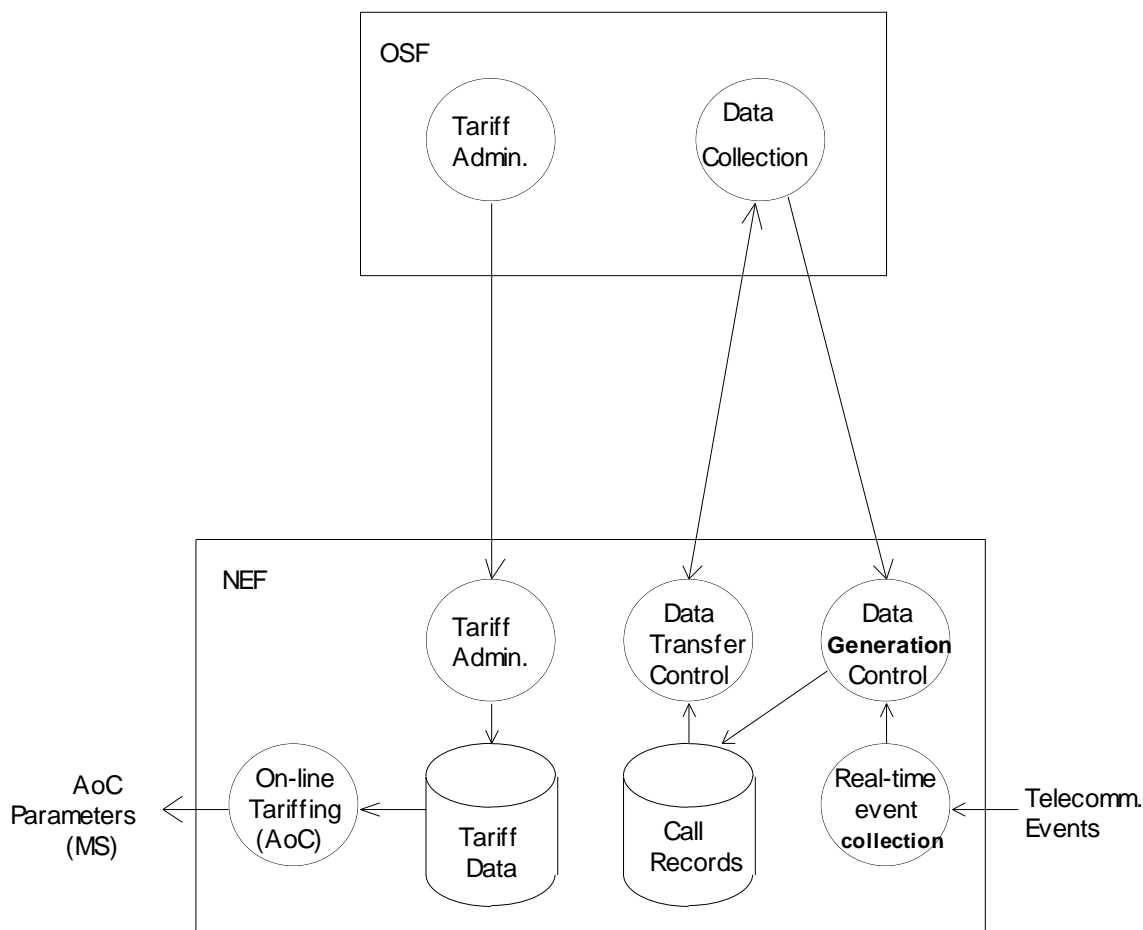 OSF
Tariff
Admin.
Data
Collection
NEF
Tariff
Admin.
Data
Transfer
Control
Data
Generation
Control
AoC
Parameters
(MS)
On-line
Tariffing
(AoC)
Tariff
Data
Call
Records
Real-time
event
collection
Telecomm.
Events